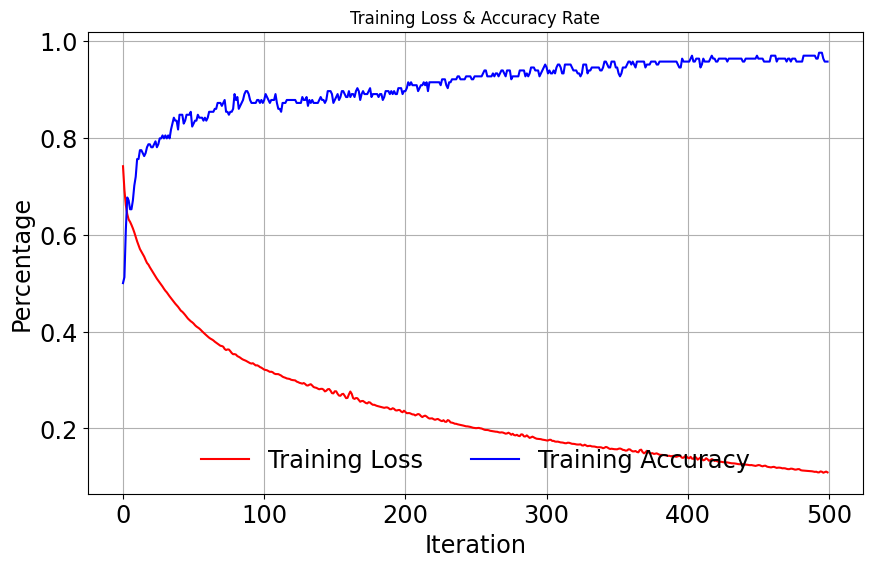 Training Loss & Accuracy Rate
1.0
0.8
0.6
0.4
0.2
Percentage
Training Loss Training Accuracy
0 100 200 300 400 500
Iteration